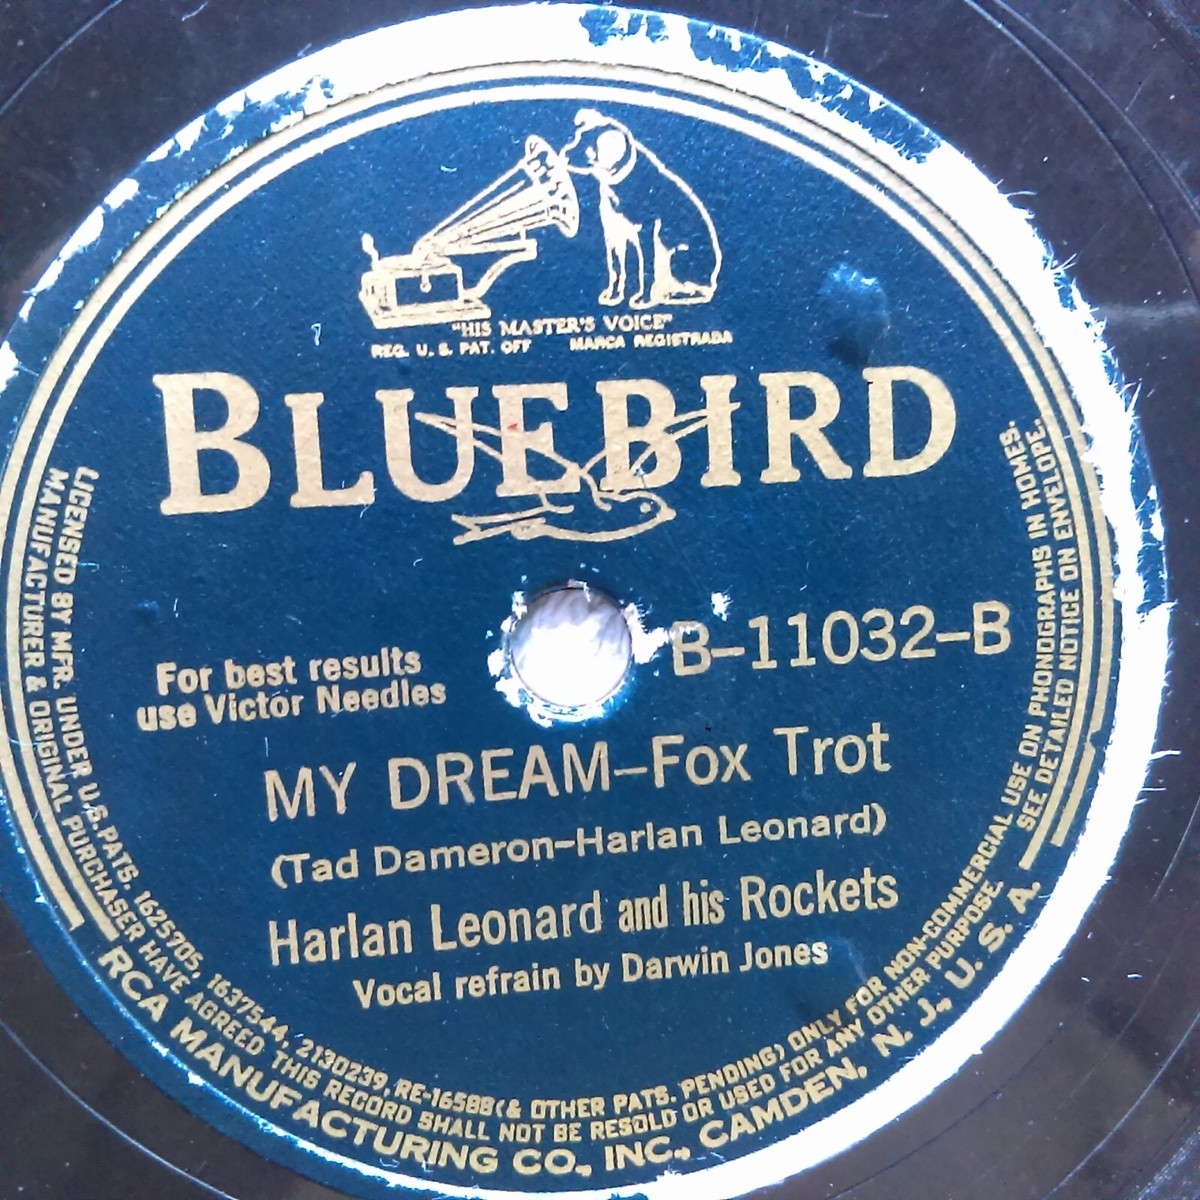 "HIS MASTER'S VOICE"
REG. U. S. PAT. OFF MARCA REGISTRADA
BLUEBIRD
For best results
use Victor Needles
B-11032-B
MY DREAM-Fox Trot
(Tad Dameron-Harlan Leonard)
Harlan Leonard and his Rockets
Vocal refrain by Darwin Jones
LICENSED BY MFR. UNDER U.S. PATS. 1625705, 1637544, 2130239, RE-16588 (& OTHER PATS. PENDING) ONLY FOR NON-COMMERCIAL USE ON PHONOGRAPHS IN HOMES.
MANUFACTURER & ORIGINAL PURCHASER HAVE AGREED THIS RECORD SHALL NOT BE RESOLD OR USED FOR ANY OTHER PURPOSE. SEE DETAILED NOTICE ON ENVELOPE.
RCA MANUFACTURING CO., INC., CAMDEN, N. J., U. S. A.